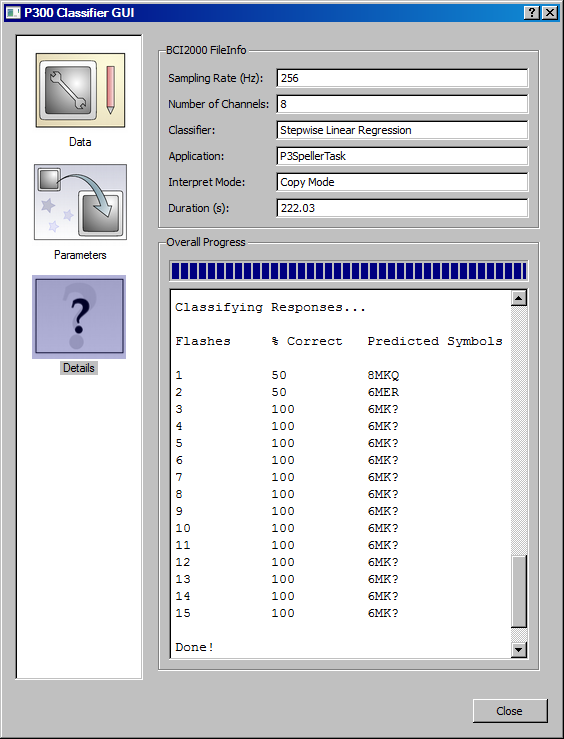 P300 Classifier GUI
Data
Parameters
?
Details
BCI2000 FileInfo
Sampling Rate (Hz): 256
Number of Channels: 8
Classifier: Stepwise Linear Regression
Application: P3SpellerTask
Interpret Mode: Copy Mode
Duration (s): 222.03
Overall Progress
Classifying Responses...
Flashes % Correct Predicted Symbols
1 50 8MKQ
2 50 6MER
3 100 6MK?
4 100 6MK?
5 100 6MK?
6 100 6MK?
7 100 6MK?
8 100 6MK?
9 100 6MK?
10 100 6MK?
11 100 6MK?
12 100 6MK?
13 100 6MK?
14 100 6MK?
15 100 6MK?
Done!
Close